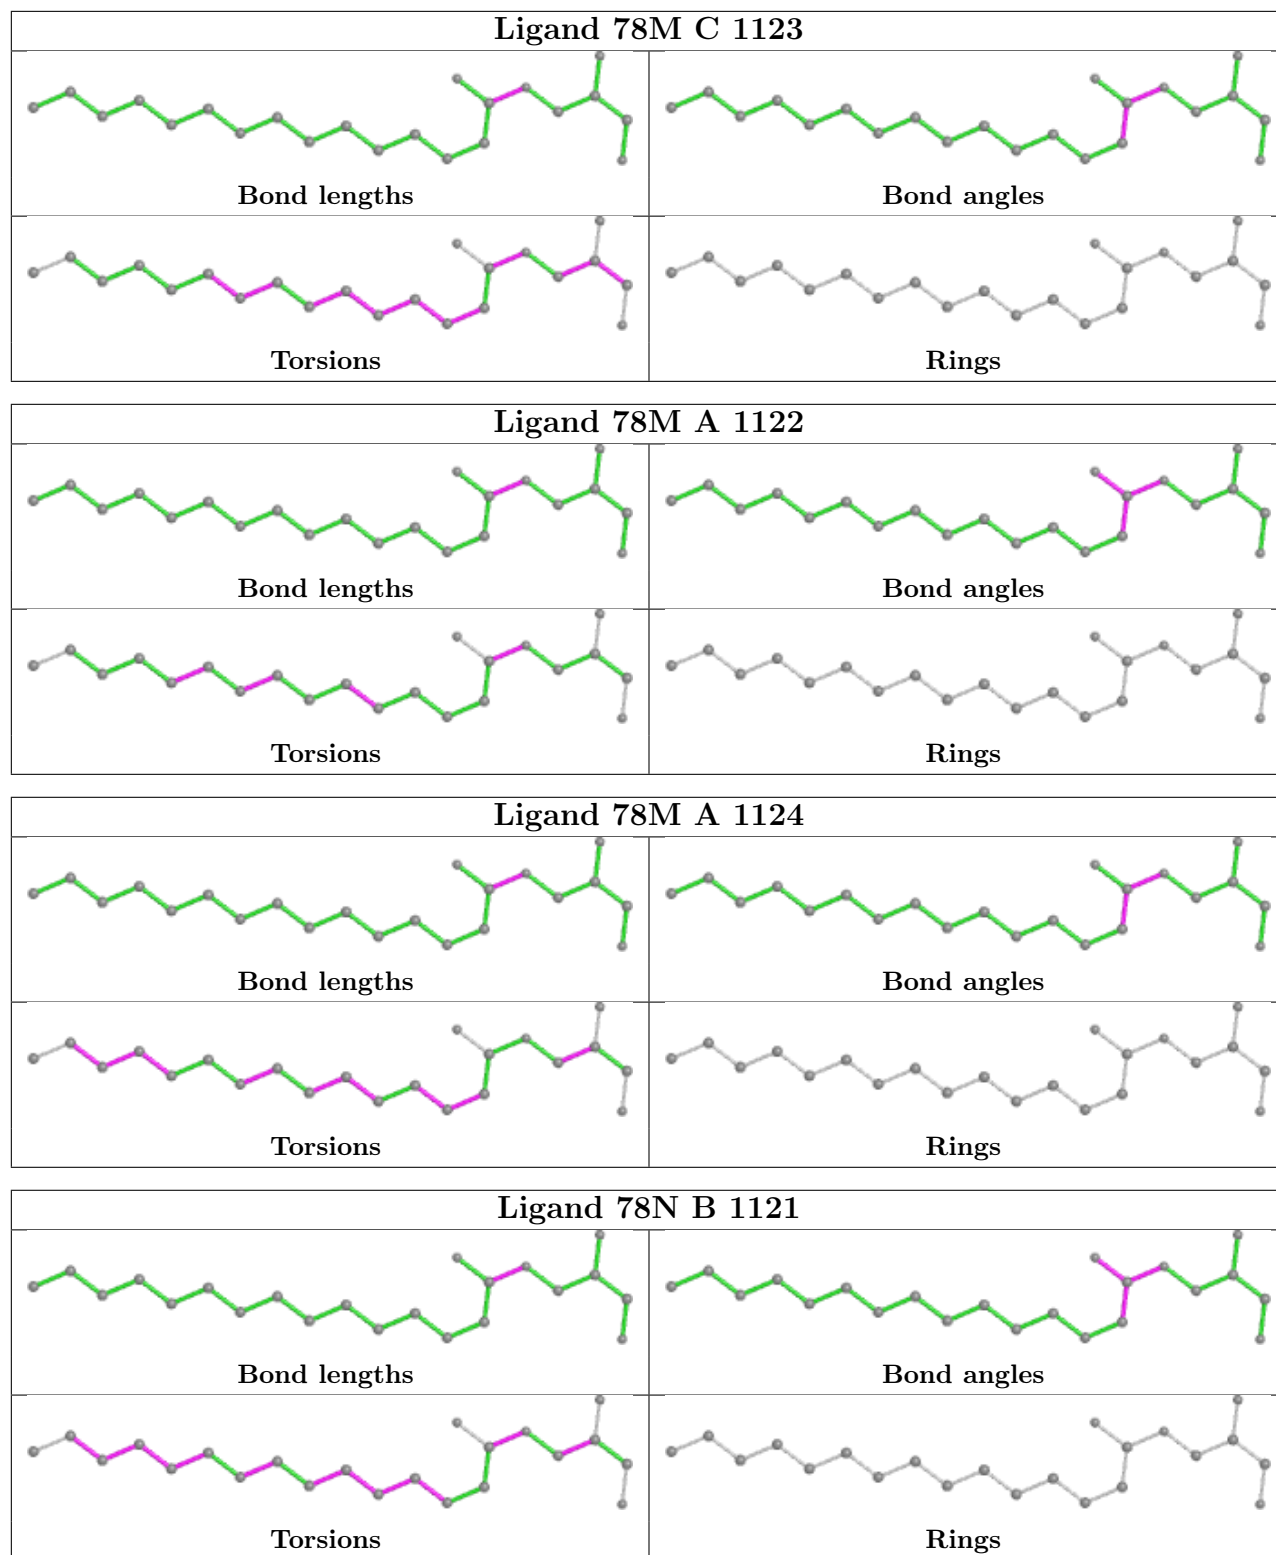 Ligand 78M C 1123
Bond lengths
Bond angles
Torsions
Rings
Ligand 78M A 1122
Bond lengths
Bond angles
Torsions
Rings
Ligand 78M A 1124
Bond lengths
Bond angles
Torsions
Rings
Ligand 78N B 1121
Bond lengths
Bond angles
Torsions
Rings